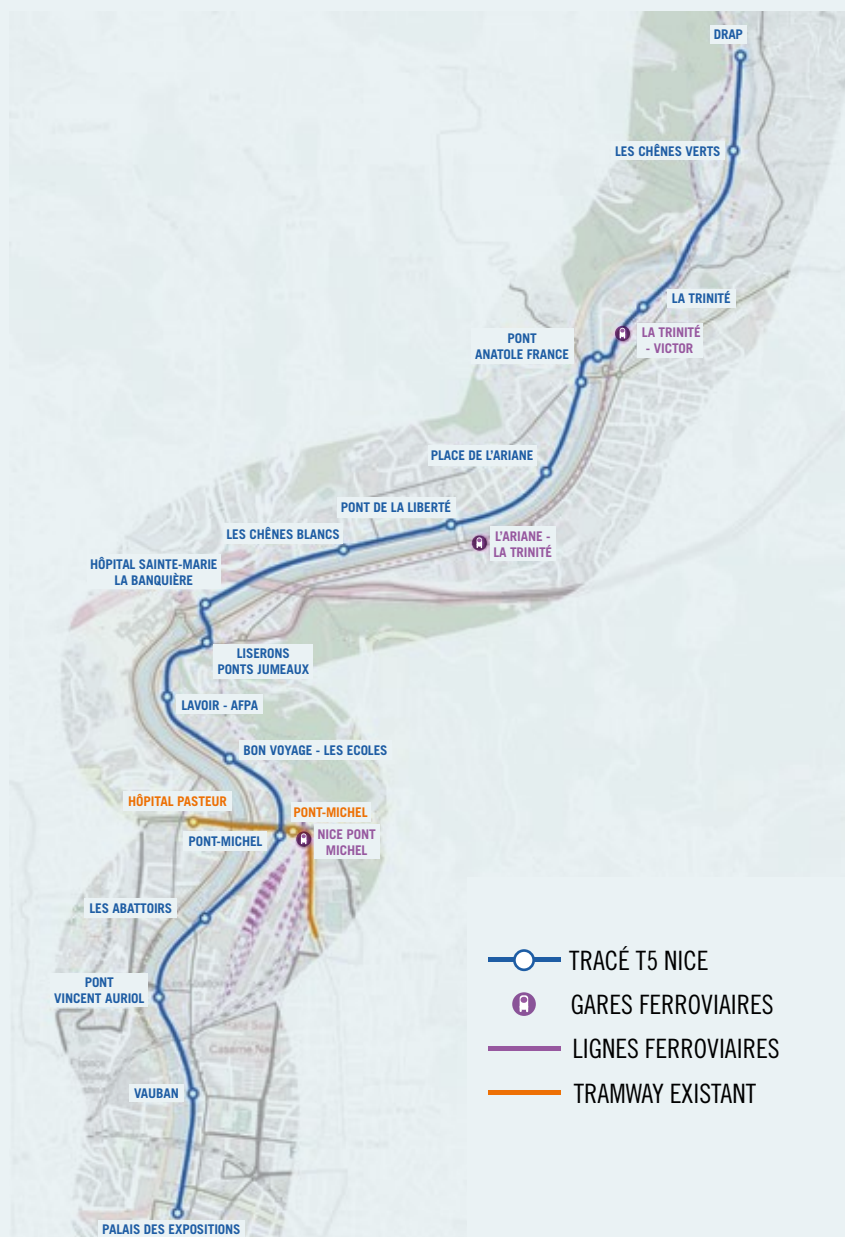 DRAP
LES CHÊNES VERTS
LA TRINITÉ
LA TRINITÉ
- VICTOR
PONT
ANATOLE FRANCE
PLACE DE L'ARIANE
PONT DE LA LIBERTÉ
LES CHÊNES BLANCS
L'ARIANE -
LA TRINITÉ
HÔPITAL SAINTE-MARIE
LA BANQUIÈRE
LISERONS
PONTS JUMEAUX
LAVOIR - AFPA
BON VOYAGE - LES ECOLES
HÔPITAL PASTEUR
PONT-MICHEL
PONT-MICHEL
NICE PONT
MICHEL
LES ABATTOIRS
PONT
VINCENT AURIOL
Les Abattoirs
VAUBAN
PALAIS DES EXPOSITIONS
TRACÉ T5 NICE
GARES FERROVIAIRES
LIGNES FERROVIAIRES
TRAMWAY EXISTANT